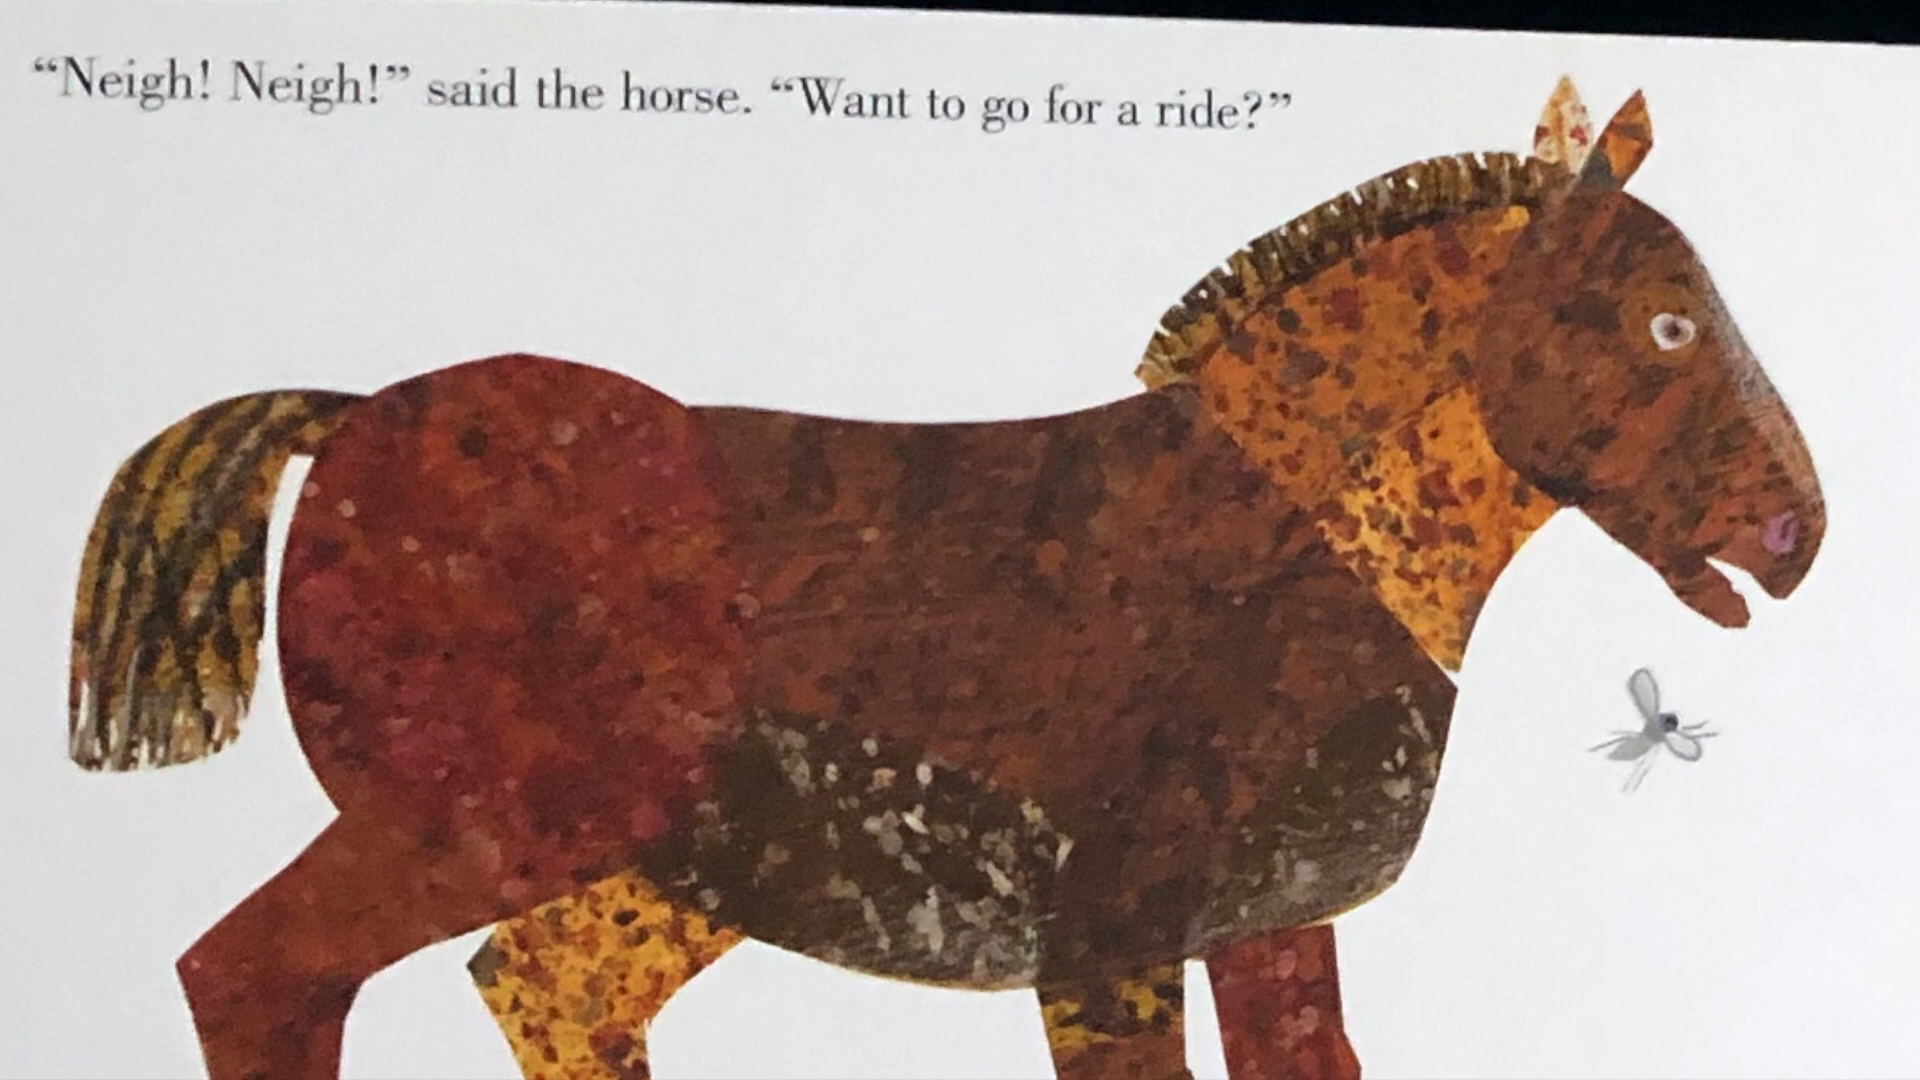 “Neigh! Neigh!” said the horse. “Want to go for a ride?”